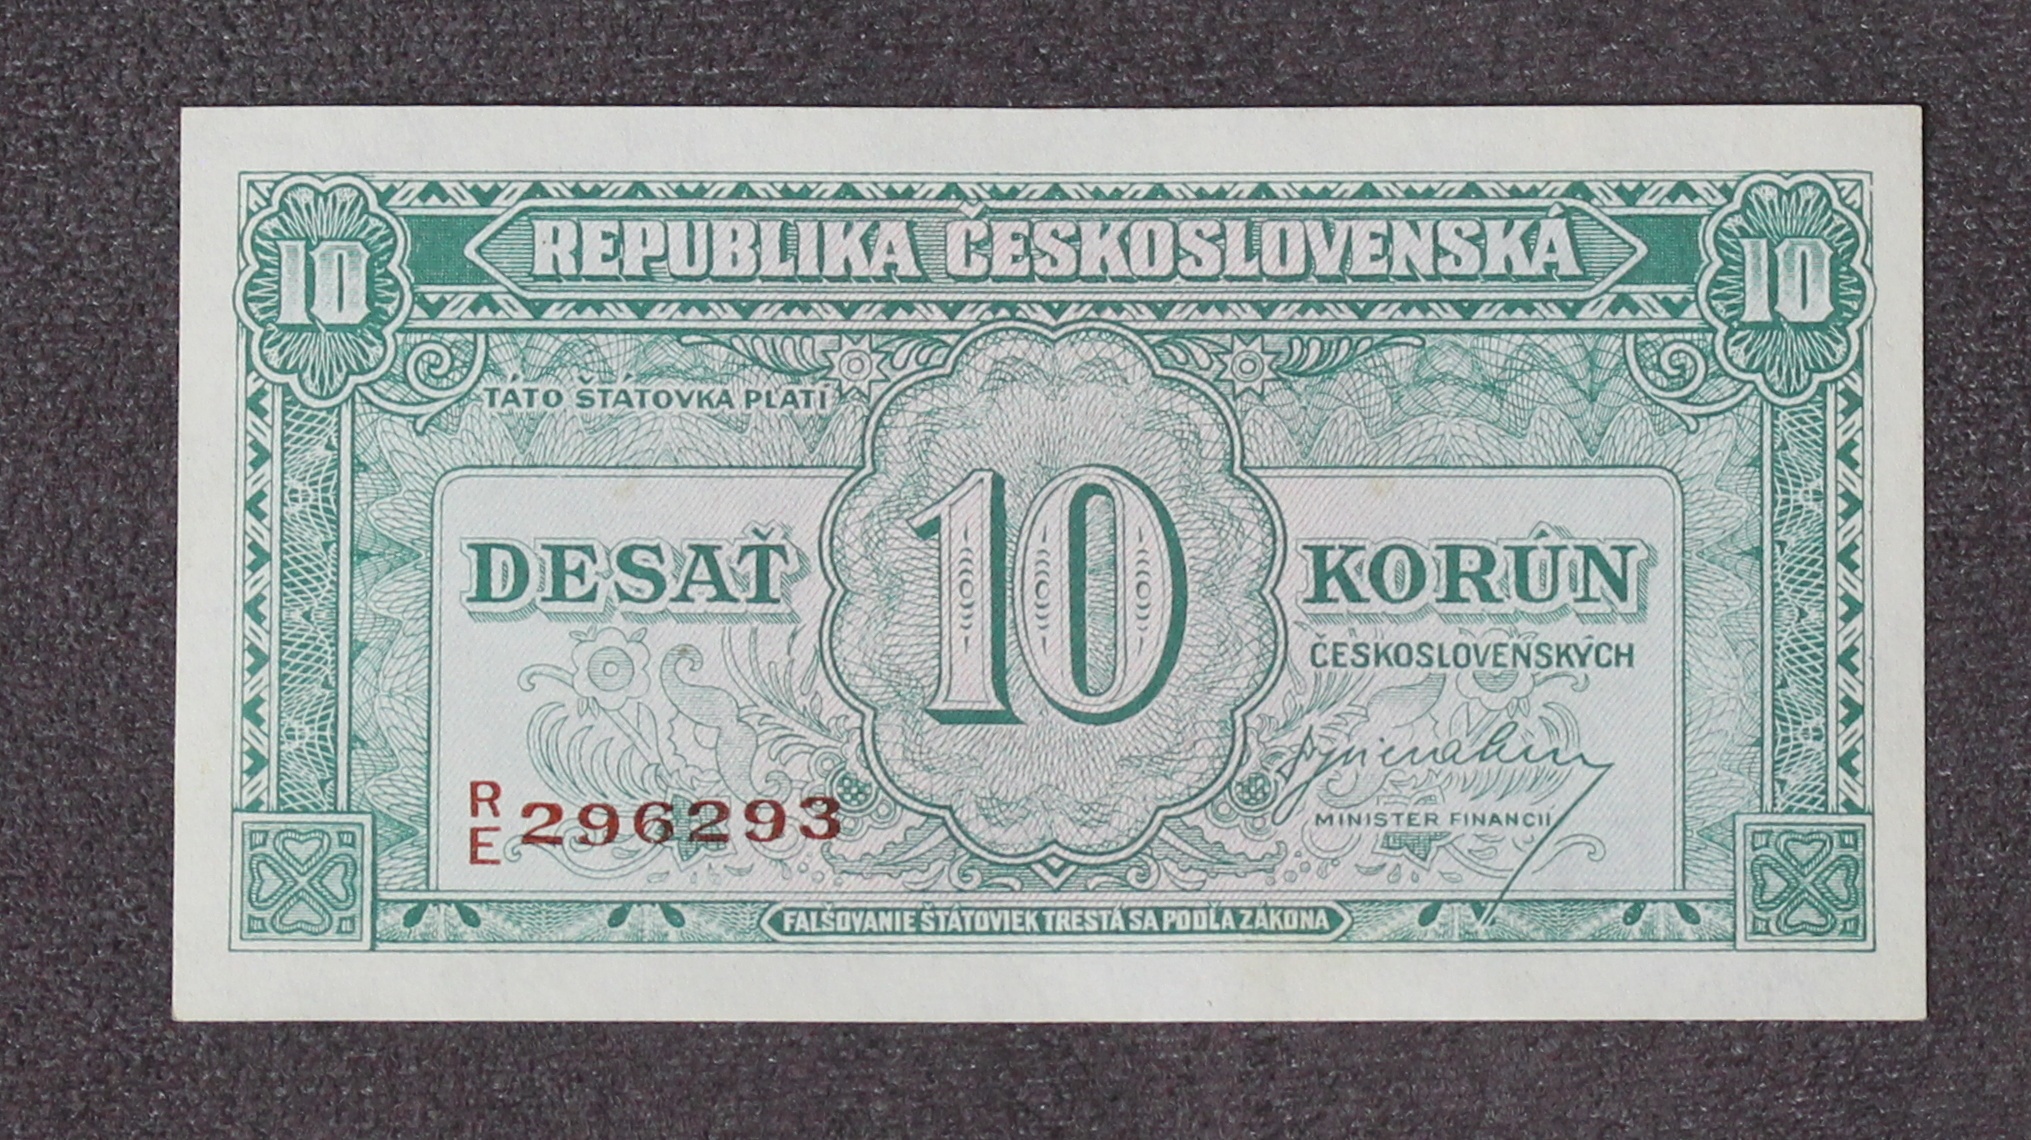 10 REPUBLIKA ČESKOSLOVENSKÁ 10
TÁTO ŠTÁTOVKA PLATÍ
DESAŤ 10 KORÚN
ČESKOSLOVENSKÝCH
RE 296293
MINISTER FINANCIÍ
FALŠOVANIE ŠTÁTOVIEK TRESTÁ SA PODĽA ZÁKONA